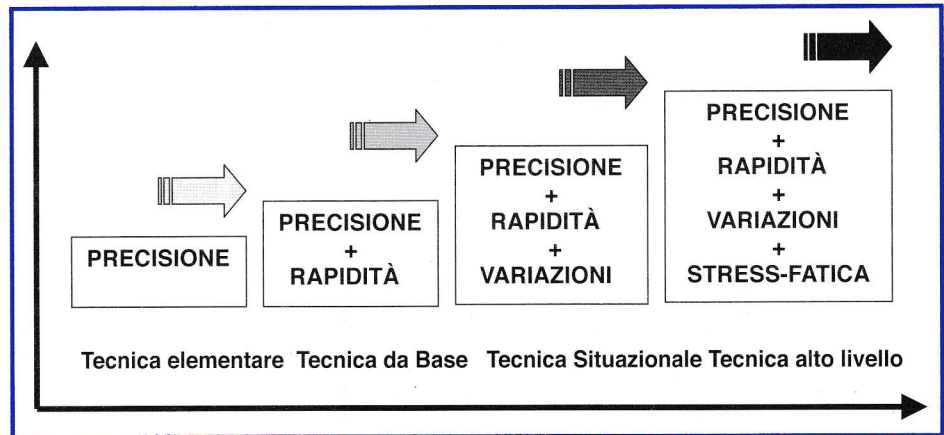 PRECISIONE
PRECISIONE
+
RAPIDITÀ
PRECISIONE
+
RAPIDITÀ
+
VARIAZIONI
PRECISIONE
+
RAPIDITÀ
+
VARIAZIONI
+
STRESS-FATICA
Tecnica elementare Tecnica da Base Tecnica Situazionale Tecnica alto livello